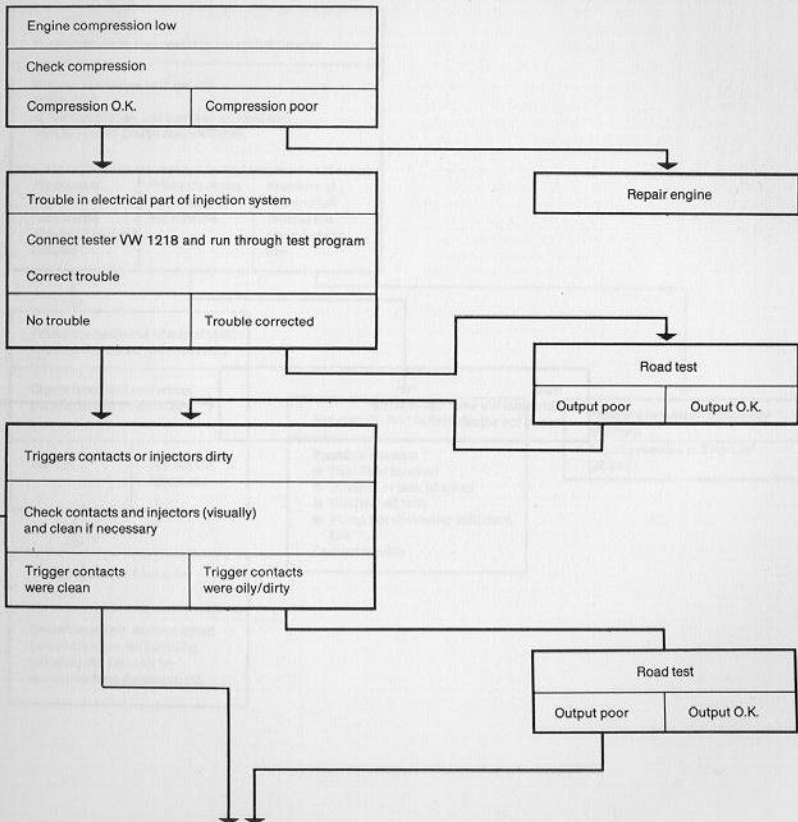 Engine compression low
Check compression
Compression O.K.
Compression poor
Trouble in electrical part of injection system
Repair engine
Connect tester VW 1218 and run through test program
Correct trouble
No trouble
Trouble corrected
Road test
Output poor
Output O.K.
Triggers contacts or injectors dirty
Check contacts and injectors (visually)
and clean if necessary
Trigger contacts
were clean
Trigger contacts
were oily/dirty
Road test
Output poor
Output O.K.